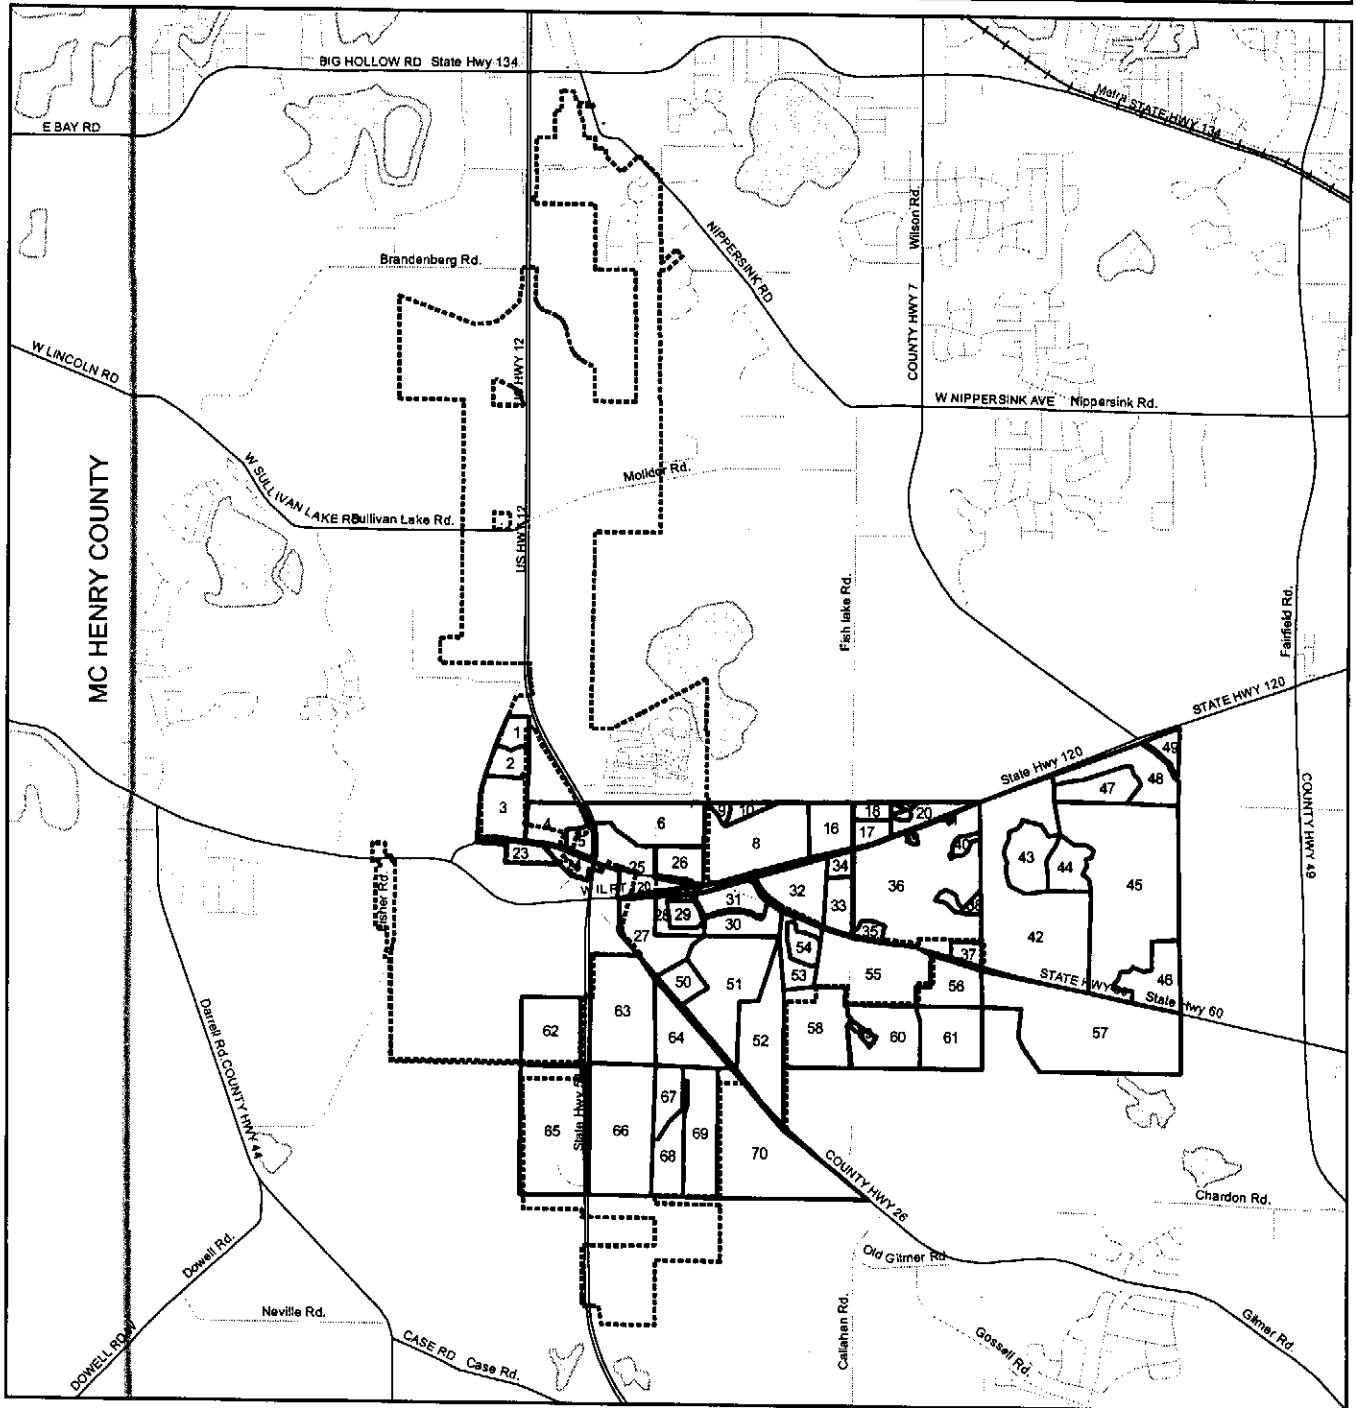 BIG HOLLOW RD State Hwy 134
E BAY RD
Metra STATE HWY 134
Wilson Rd.
COUNTY HWY 7
NIPPERSINK RD
Brandenberg Rd.
W LINCOLN RD
US HWY 12
W NIPPERSINK AVE Nippersink Rd.
MC HENRY COUNTY
W SULLIVAN LAKE RD
Sullivan Lake Rd.
Molidor Rd.
US HWY 12
Fish lake Rd.
Fairfield Rd.
STATE HWY 120
State Hwy 120
COUNTY HWY 49
1
2
3
4
5
6
9
10
8
16
18
17
20
47
48
49
23
25
26
20
34
36
40
43
44
45
31
32
33
28
29
30
27
35
38
37
42
46
54
53
55
56
50
51
52
STATE HWY
State Hwy 60
57
58
60
61
62
63
64
65
66
67
68
69
70
Fisher Rd.
Darrell Rd.
COUNTY HWY 44
State Hwy
COUNTY HWY 26
Chardon Rd.
Dowell Rd.
DOWELL RD
Neville Rd.
CASE RD Case Rd.
Callahan Rd.
Old Gilmer Rd
Gossell Rd.
Gilmer Rd.